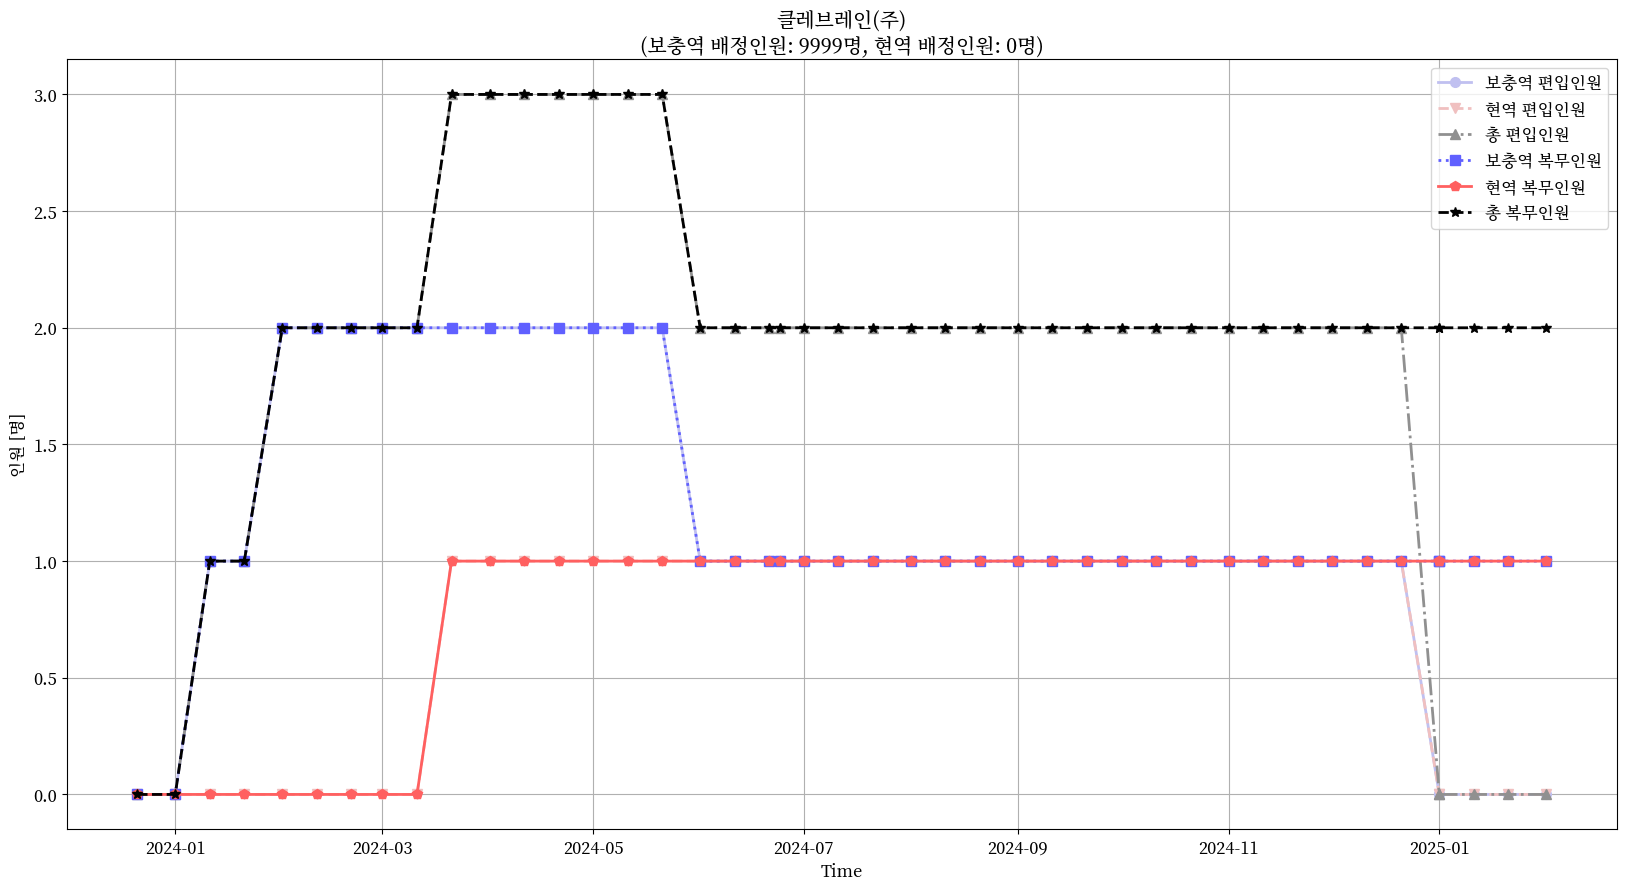 클레브레인(주)
(보충역 배정인원: 9999명, 현역 배정인원: 0명)
보충역 편입인원
현역 편입인원
총 편입인원
보충역 복무인원
현역 복무인원
총 복무인원
인원 [명]
3.0
2.5
2.0
1.5
1.0
0.5
0.0
2024-01
2024-03
2024-05
2024-07
2024-09
2024-11
2025-01
Time